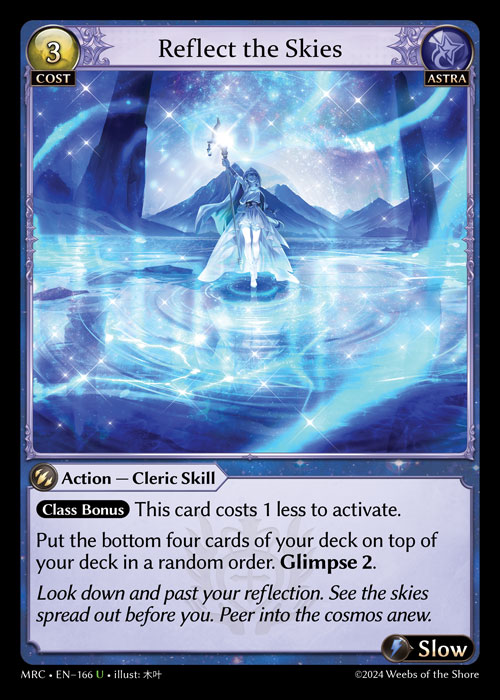 3
Reflect the Skies
COST
ASTRA
Action — Cleric Skill
Class Bonus This card costs 1 less to activate.
Put the bottom four cards of your deck on top of
your deck in a random order. Glimpse 2.
Look down and past your reflection. See the skies
spread out before you. Peer into the cosmos anew.
Slow
MRC • EN–166 U • illust: 木叶
©2024 Weebs of the Shore